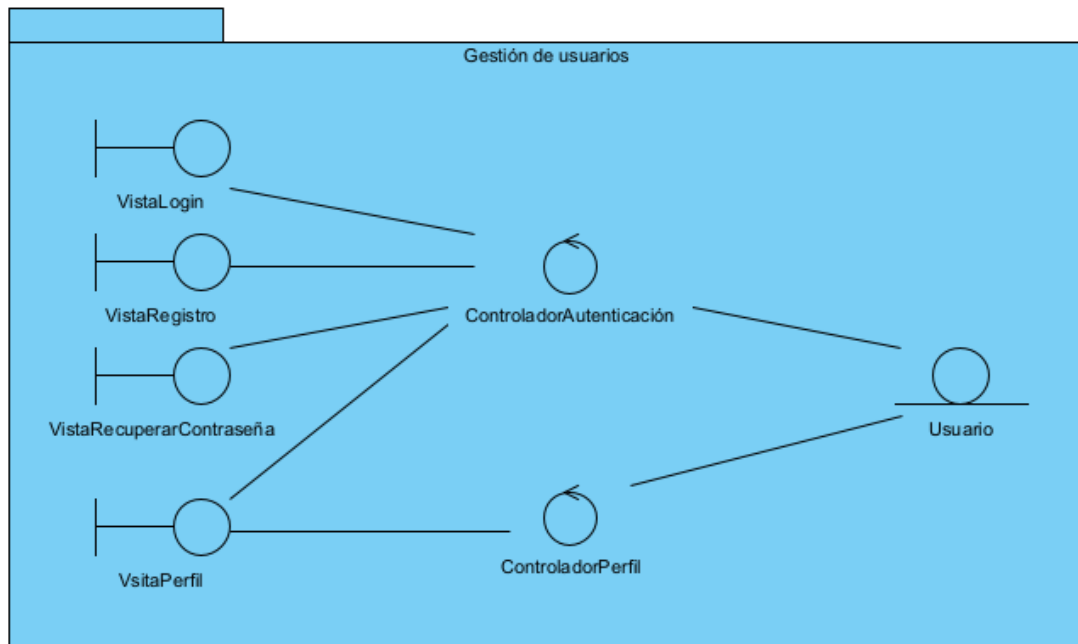 Gestión de usuarios
VistaLogin
VistaRegistro
ControladorAutenticación
VistaRecuperarContraseña
Usuario
VsitaPerfil
ControladorPerfil